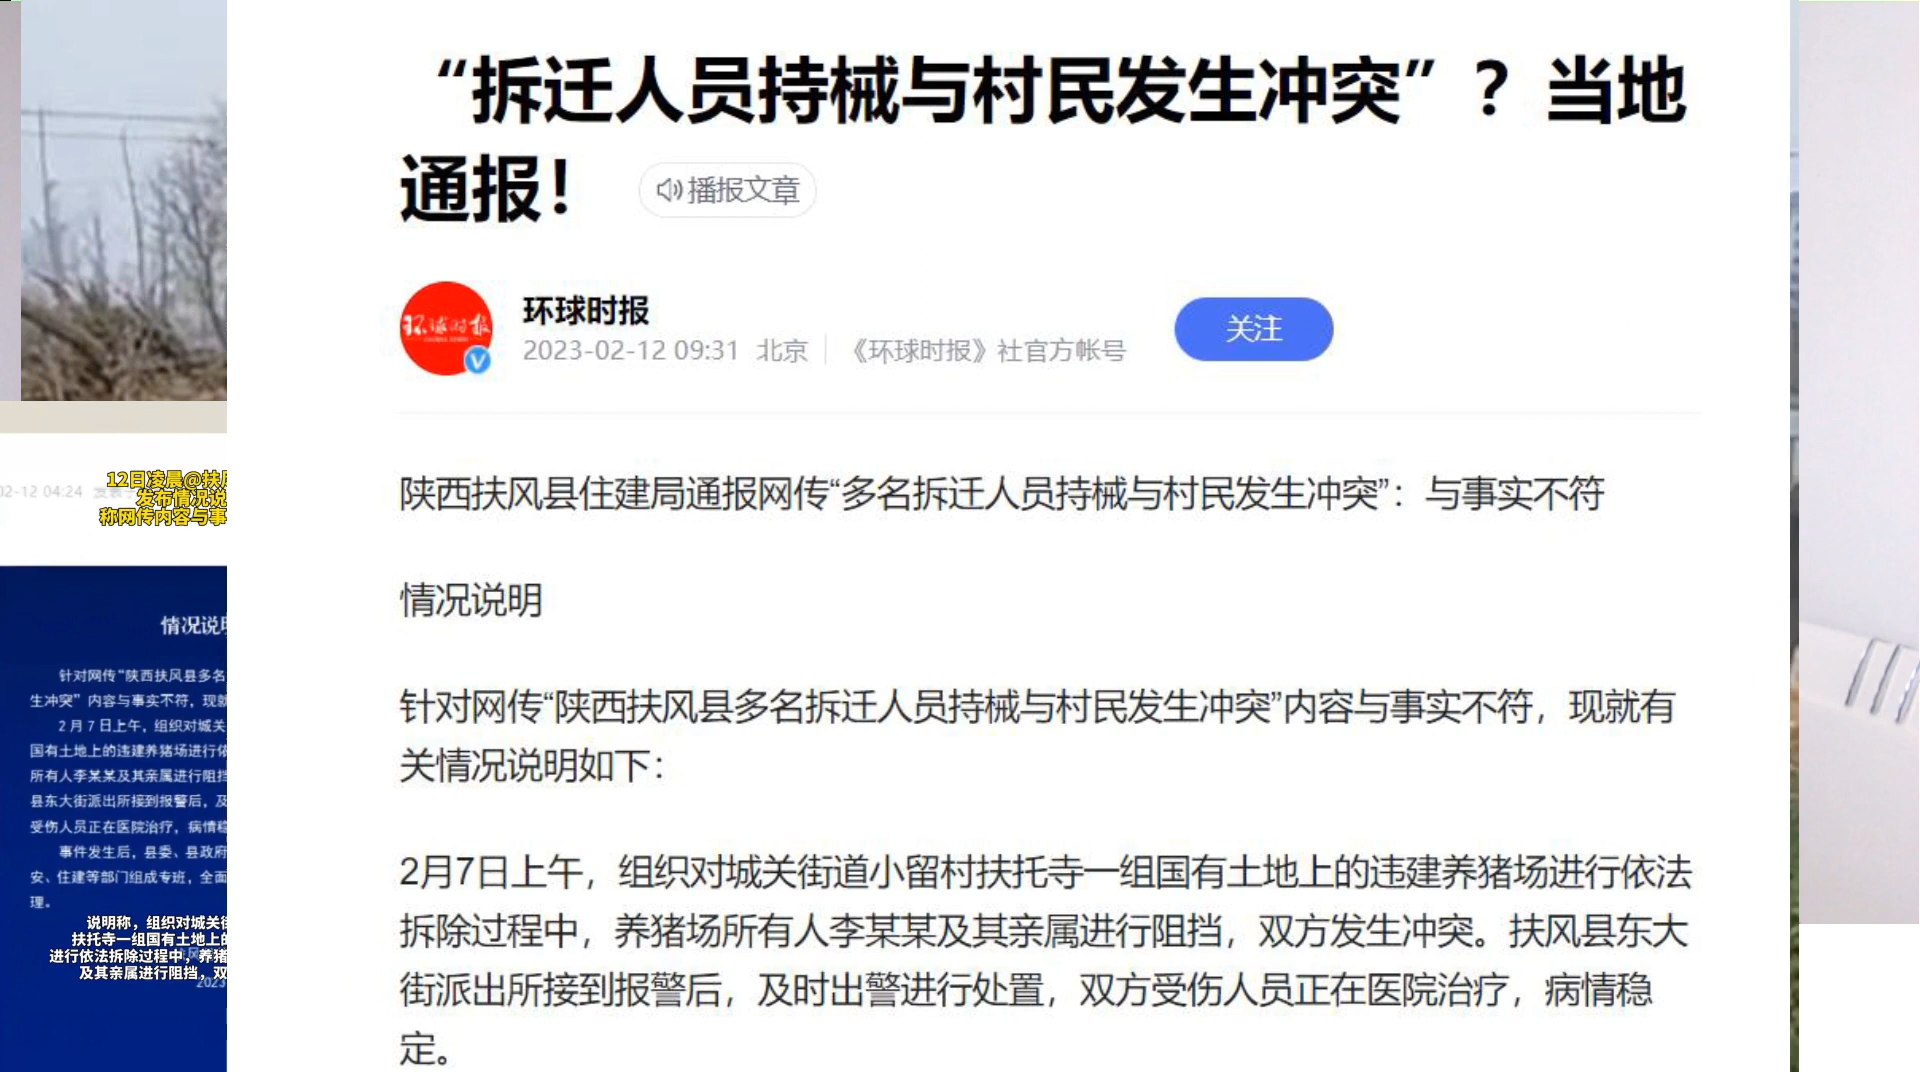 “拆迁人员持械与村民发生冲突”？当地
通报！
播报文章
环球时报
环球时报
2023-02-12 09:31 北京 《环球时报》社官方帐号
关注
陕西扶风县住建局通报网传“多名拆迁人员持械与村民发生冲突”：与事实不符
情况说明
针对网传“陕西扶风县多名拆迁人员持械与村民发生冲突”内容与事实不符，现就有
关情况说明如下：
2月7日上午，组织对城关街道小留村扶托寺一组国有土地上的违建养猪场进行依法
拆除过程中，养猪场所有人李某某及其亲属进行阻挡，双方发生冲突。扶风县东大
街派出所接到报警后，及时出警进行处置，双方受伤人员正在医院治疗，病情稳
定。
02-12 04:24
12日凌晨@扶
发布情况说
称网传内容与事
情况说
针对网传“陕西扶风县多名
生冲突”内容与事实不符，现
2月7日上午，组织对城关
国有土地上的违建养猪场进行
所有人李某某及其亲属进行阻挡
县东大街派出所接到报警后，及
受伤人员正在医院治疗，病情
事件发生后，县委、县政府
安、住建等部门组成专班，全面
理。
说明称，组织对城关
扶托寺一组国有土地上
进行依法拆除过程中，养猪
及其亲属进行阻挡，双
2023